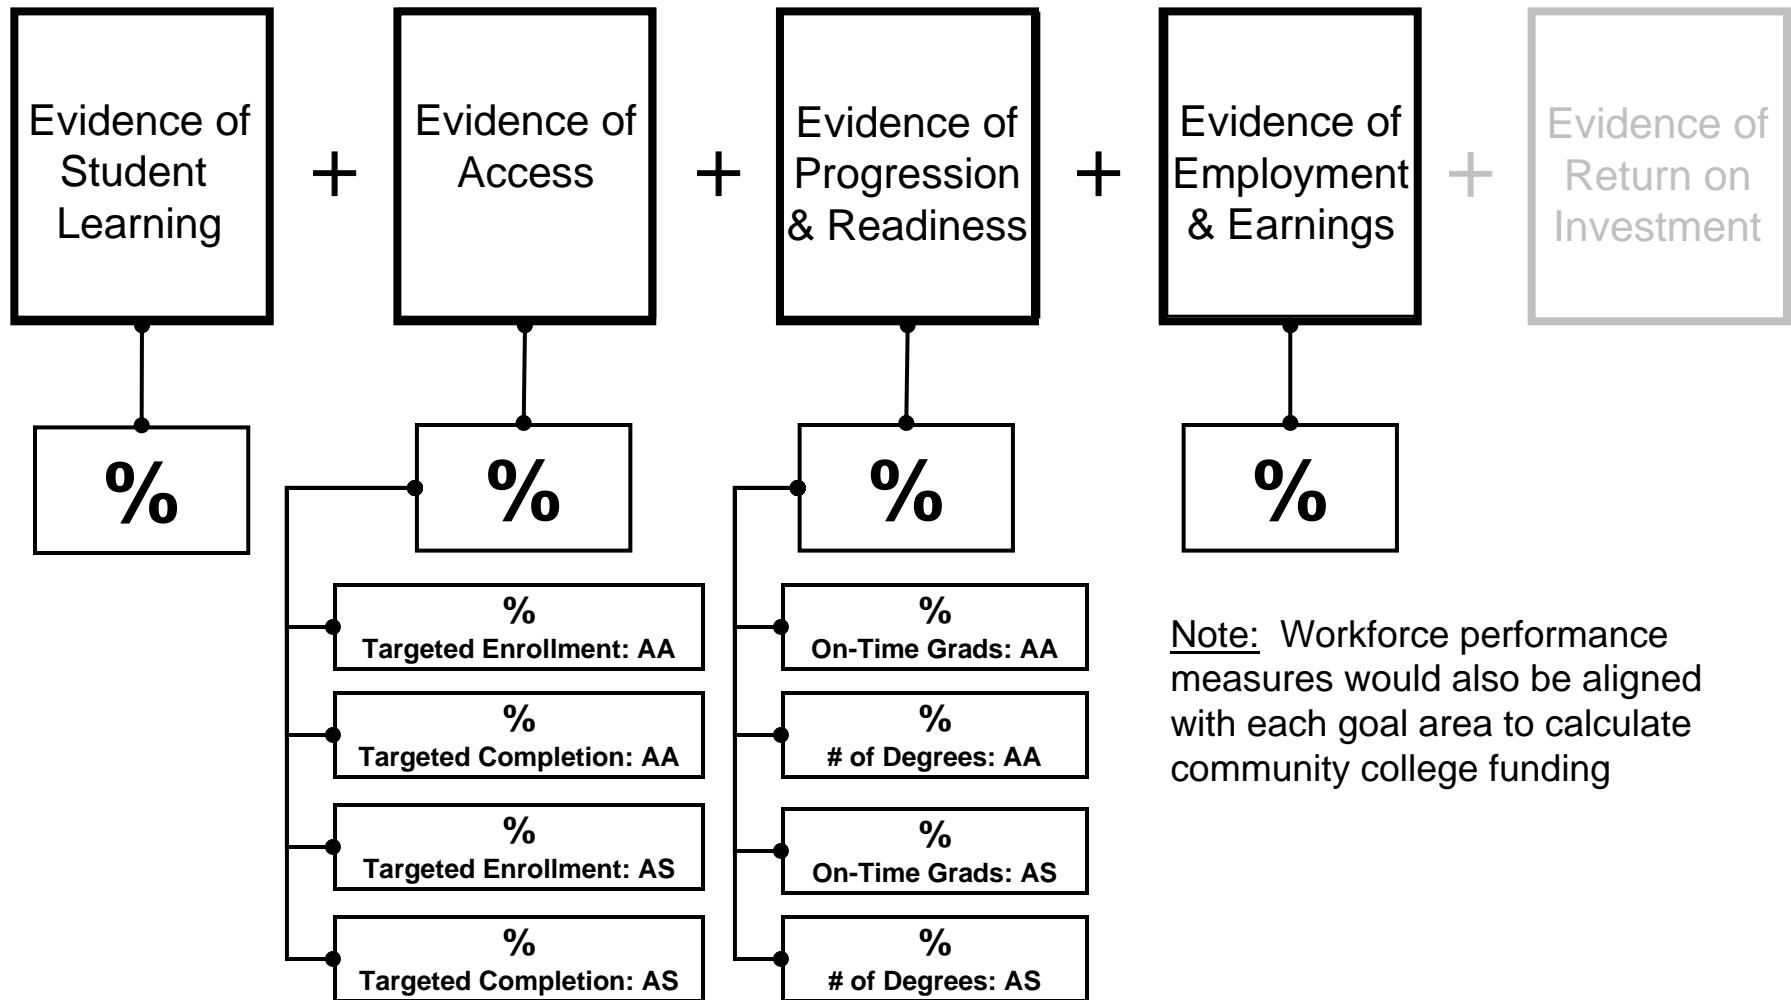 Evidence of
Student
Learning
+
Evidence of
Access
+
Evidence of
Progression
& Readiness
+
Evidence of
Employment
& Earnings
+
Evidence of
Return on
Investment
%
%
%
%
%
Targeted Enrollment: AA
%
Targeted Completion: AA
%
Targeted Enrollment: AS
%
Targeted Completion: AS
%
On-Time Grads: AA
%
# of Degrees: AA
%
On-Time Grads: AS
%
# of Degrees: AS
Note: Workforce performance
measures would also be aligned
with each goal area to calculate
community college funding